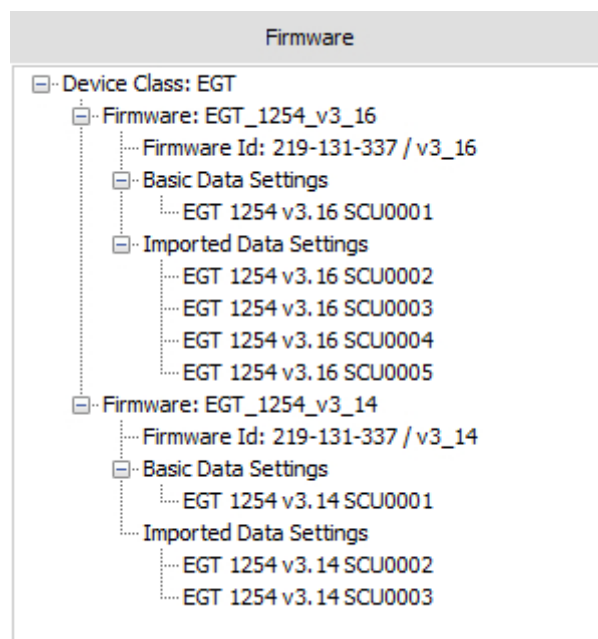 Firmware
Device Class: EGT
Firmware: EGT_1254_v3_16
Firmware Id: 219-131-337 / v3_16
Basic Data Settings
EGT 1254 v3.16 SCU0001
Imported Data Settings
EGT 1254 v3.16 SCU0002
EGT 1254 v3.16 SCU0003
EGT 1254 v3.16 SCU0004
EGT 1254 v3.16 SCU0005
Firmware: EGT_1254_v3_14
Firmware Id: 219-131-337 / v3_14
Basic Data Settings
EGT 1254 v3.14 SCU0001
Imported Data Settings
EGT 1254 v3.14 SCU0002
EGT 1254 v3.14 SCU0003